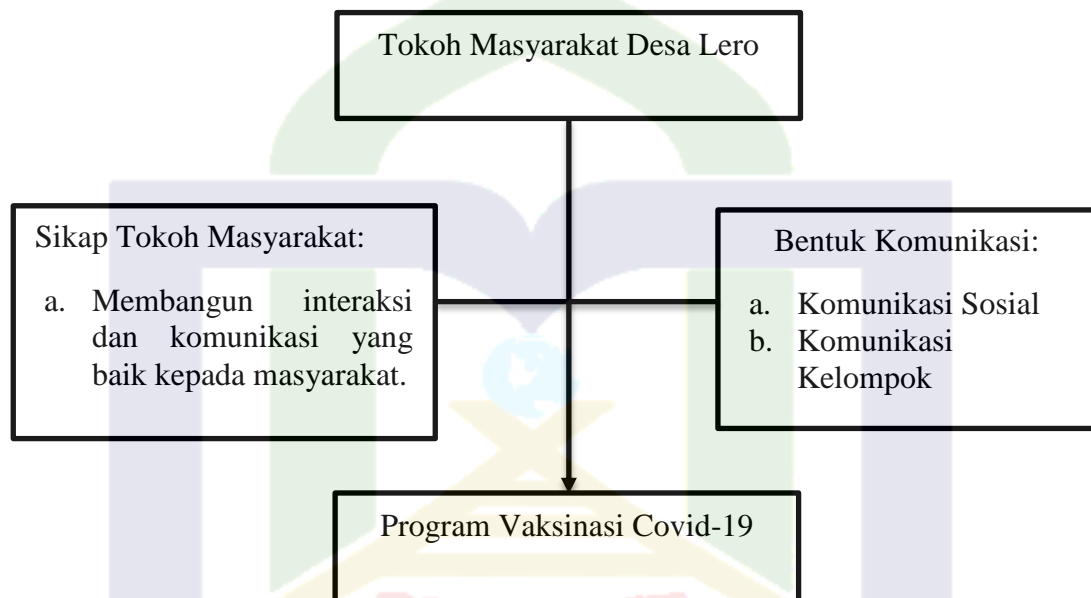 Tokoh Masyarakat Desa Lero
Sikap Tokoh Masyarakat:
a. Membangun interaksi
dan komunikasi yang
baik kepada masyarakat.
Bentuk Komunikasi:
a. Komunikasi Sosial
b. Komunikasi
Kelompok
Program Vaksinasi Covid-19